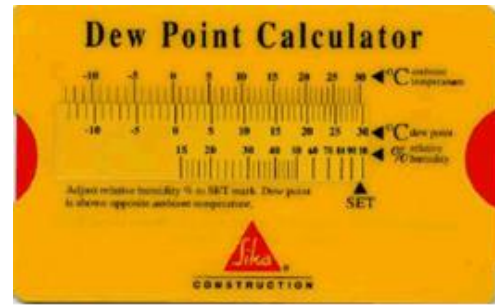 Dew Point Calculator
-10 -5 0 5 10 15 20 25 30 °C ambient temperature
-10 -5 0 5 10 15 20 25 30 °C dew point
15 20 30 40 50 60 70 80 90 % relative humidity
Adjust relative humidity % to SET mark. Dew point
is shown opposite ambient temperature.
SET
Sika ®
CONSTRUCTION